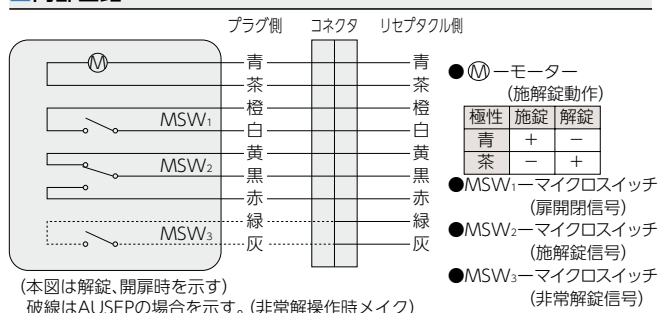 プラグ側 コネクタ リセプタクル側
M
青 青
茶 茶
橙 橙
MSW₁ 白 白
黄 黄
MSW₂ 黒 黒
赤 赤
緑 緑
MSW₃ 灰 灰
●Ⓜーモーター
(施解錠動作)
極性 施錠 解錠
青 + −
茶 − +
●MSW₁ーマイクロスイッチ
(扉開閉信号)
●MSW₂ーマイクロスイッチ
(施解錠信号)
●MSW₃ーマイクロスイッチ
(非常解錠信号)
(本図は解錠、開扉時を示す)
破線はAUSEPの場合を示す。(非常解操作時メイク)